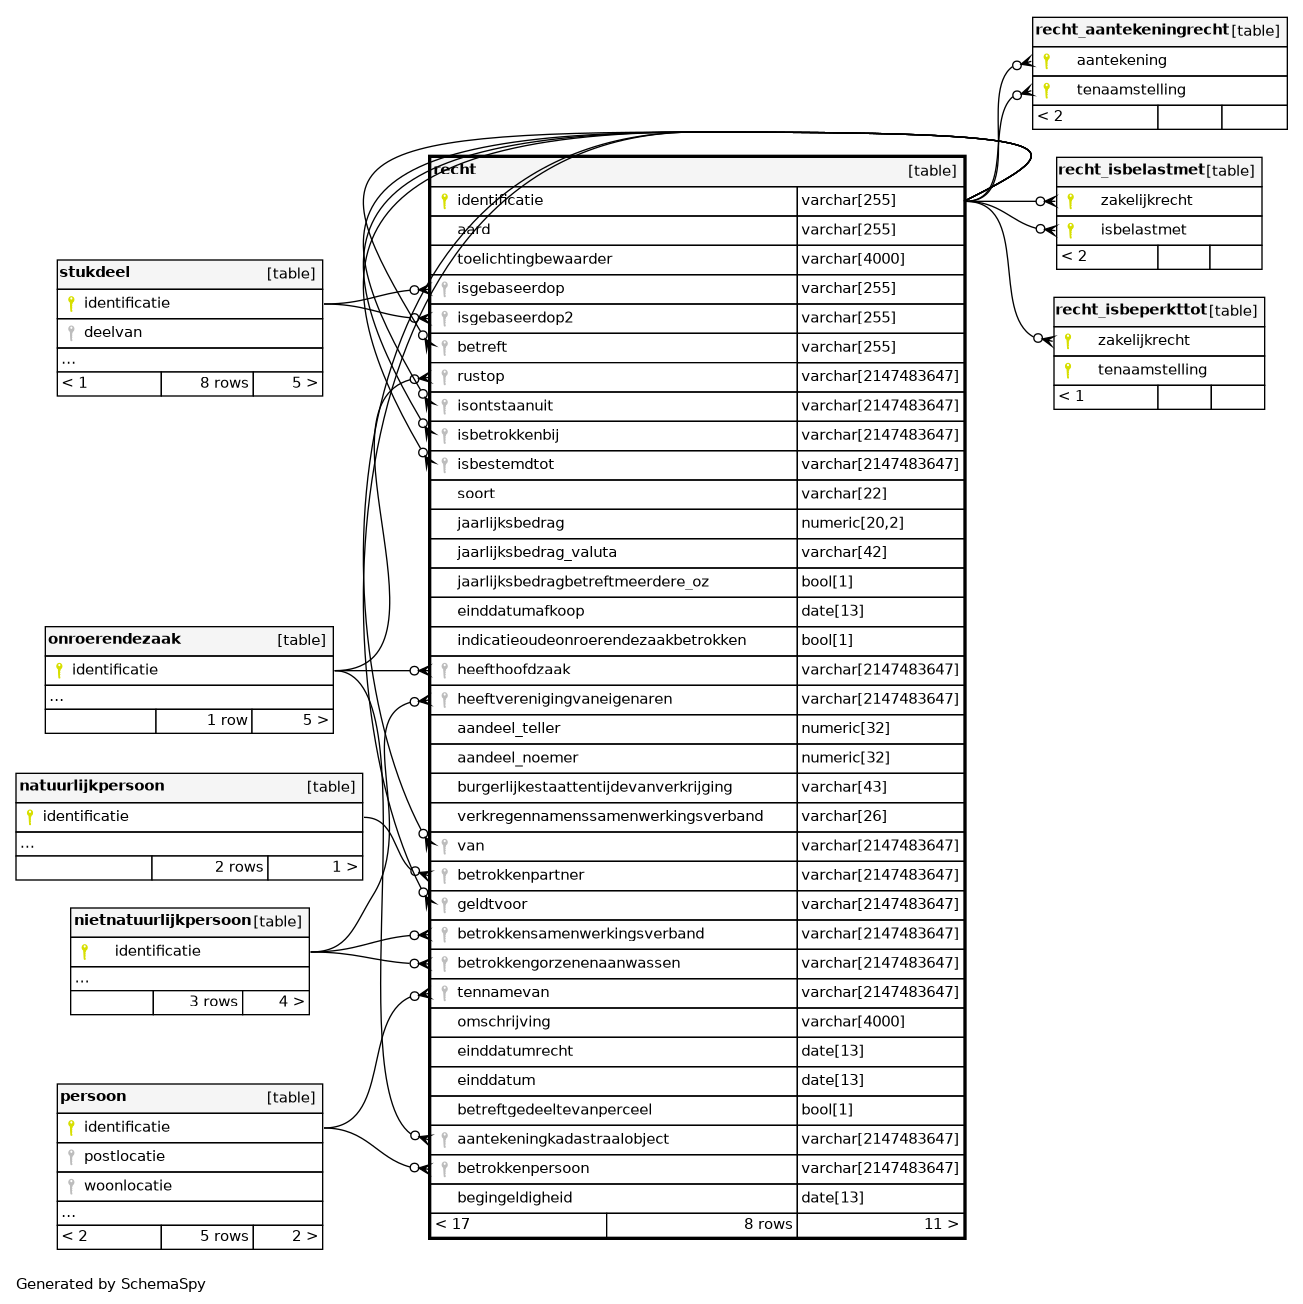 recht_aantekeningrecht [table]
aantekening
tenaamstelling
< 2
recht_isbelastmet [table]
zakelijkrecht
isbelastmet
< 2
recht_isbeperkttot [table]
zakelijkrecht
tenaamstelling
< 1
stukdeel [table]
identificatie
deelvan
...
< 1 8 rows 5 >
onroerendezaak [table]
identificatie
...
1 row 5 >
natuurlijkpersoon [table]
identificatie
...
2 rows 1 >
nietnatuurlijkpersoon [table]
identificatie
...
3 rows 4 >
persoon [table]
identificatie
postlocatie
woonlocatie
...
< 2 5 rows 2 >
recht [table]
identificatie varchar[255]
aard varchar[255]
toelichtingbewaarder varchar[4000]
isgebaseerdop varchar[255]
isgebaseerdop2 varchar[255]
betreft varchar[255]
rustop varchar[2147483647]
isontstaanuit varchar[2147483647]
isbetrokkenbij varchar[2147483647]
isbestemdtot varchar[2147483647]
soort varchar[22]
jaarlijksbedrag numeric[20,2]
jaarlijksbedrag_valuta varchar[42]
jaarlijksbedragbetreftmeerdere_oz bool[1]
einddatumafkoop date[13]
indicatieoudeonroerendezaakbetrokken bool[1]
heefthoofdzaak varchar[2147483647]
heeftverenigingvaneigenaren varchar[2147483647]
aandeel_teller numeric[32]
aandeel_noemer numeric[32]
burgerlijkestaattentijdevanverkrijging varchar[43]
verkregennamenssamenwerkingsverband varchar[26]
van varchar[2147483647]
betrokkenpartner varchar[2147483647]
geldtvoor varchar[2147483647]
betrokkensamenwerkingsverband varchar[2147483647]
betrokkengorzenenaanwassen varchar[2147483647]
tennamevan varchar[2147483647]
omschrijving varchar[4000]
einddatumrecht date[13]
einddatum date[13]
betreftgedeeltevanperceel bool[1]
aantekeningkadastraalobject varchar[2147483647]
betrokkenpersoon varchar[2147483647]
begingeldigheid date[13]
< 17 8 rows 11 >
Generated by SchemaSpy